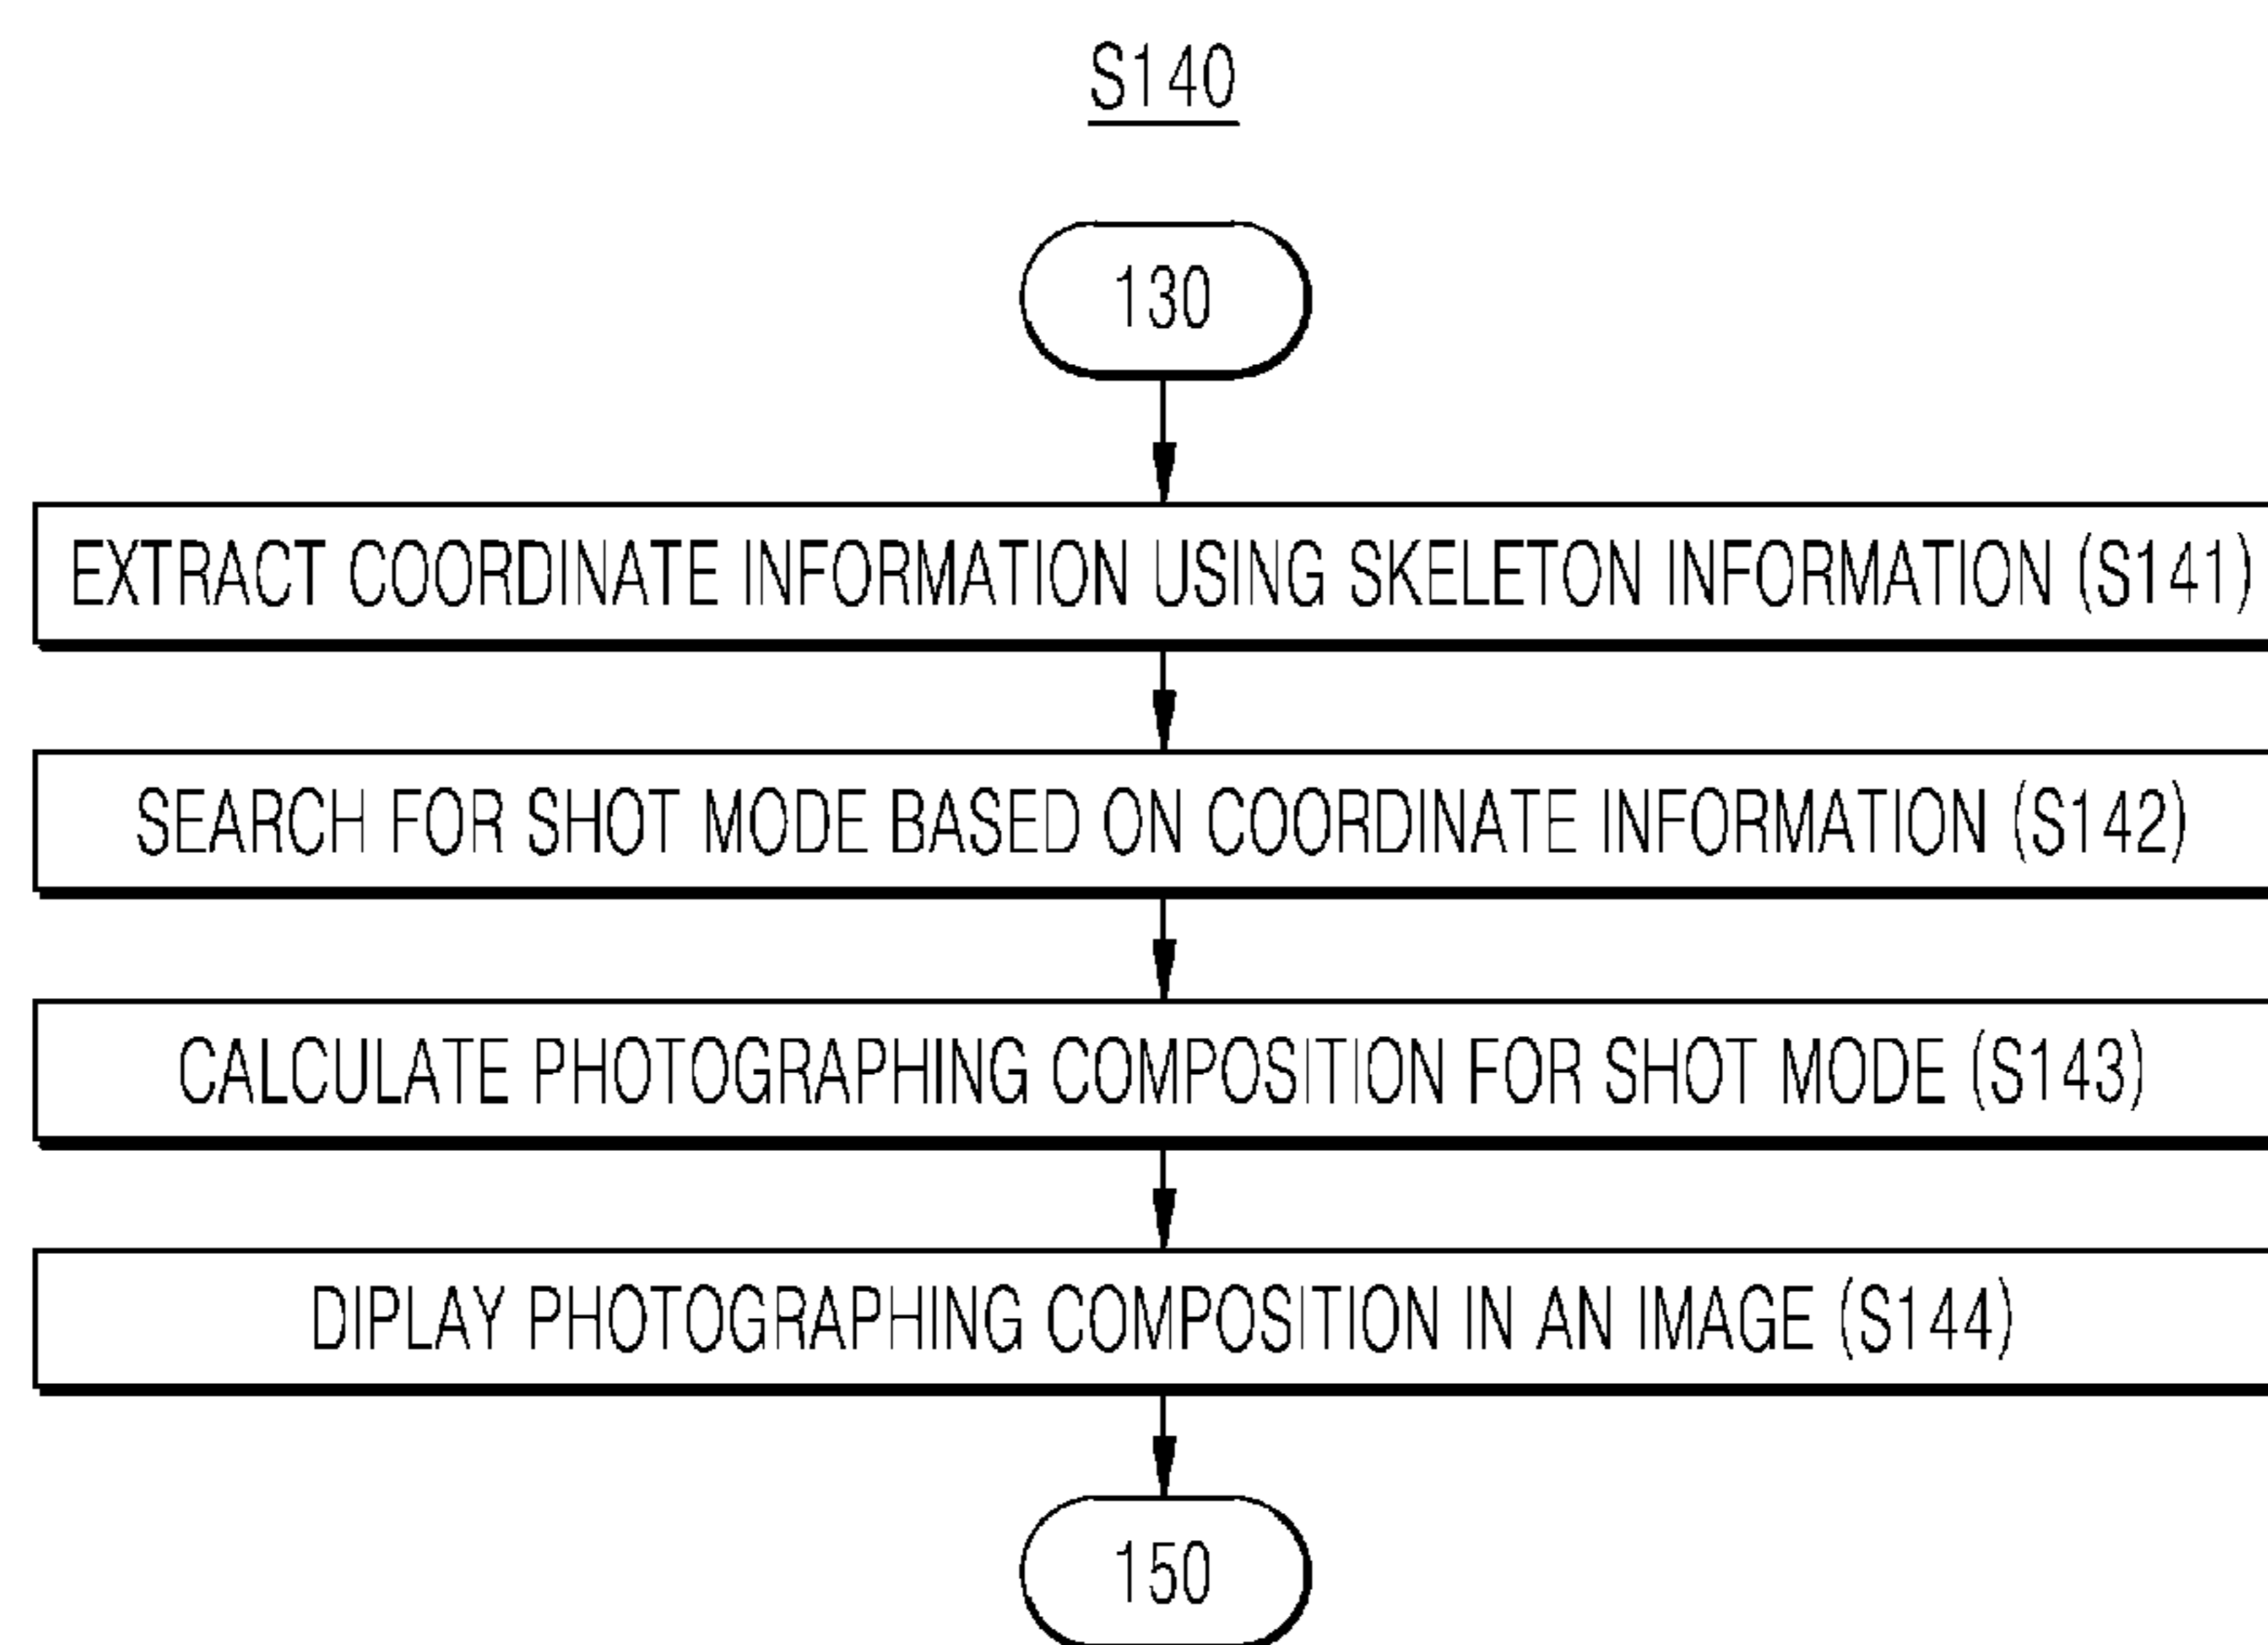 S140
130
EXTRACT COORDINATE INFORMATION USING SKELETON INFORMATION (S141)
SEARCH FOR SHOT MODE BASED ON COORDINATE INFORMATION (S142)
CALCULATE PHOTOGRAPHING COMPOSITION FOR SHOT MODE (S143)
DIPLAY PHOTOGRAPHING COMPOSITION IN AN IMAGE (S144)
150